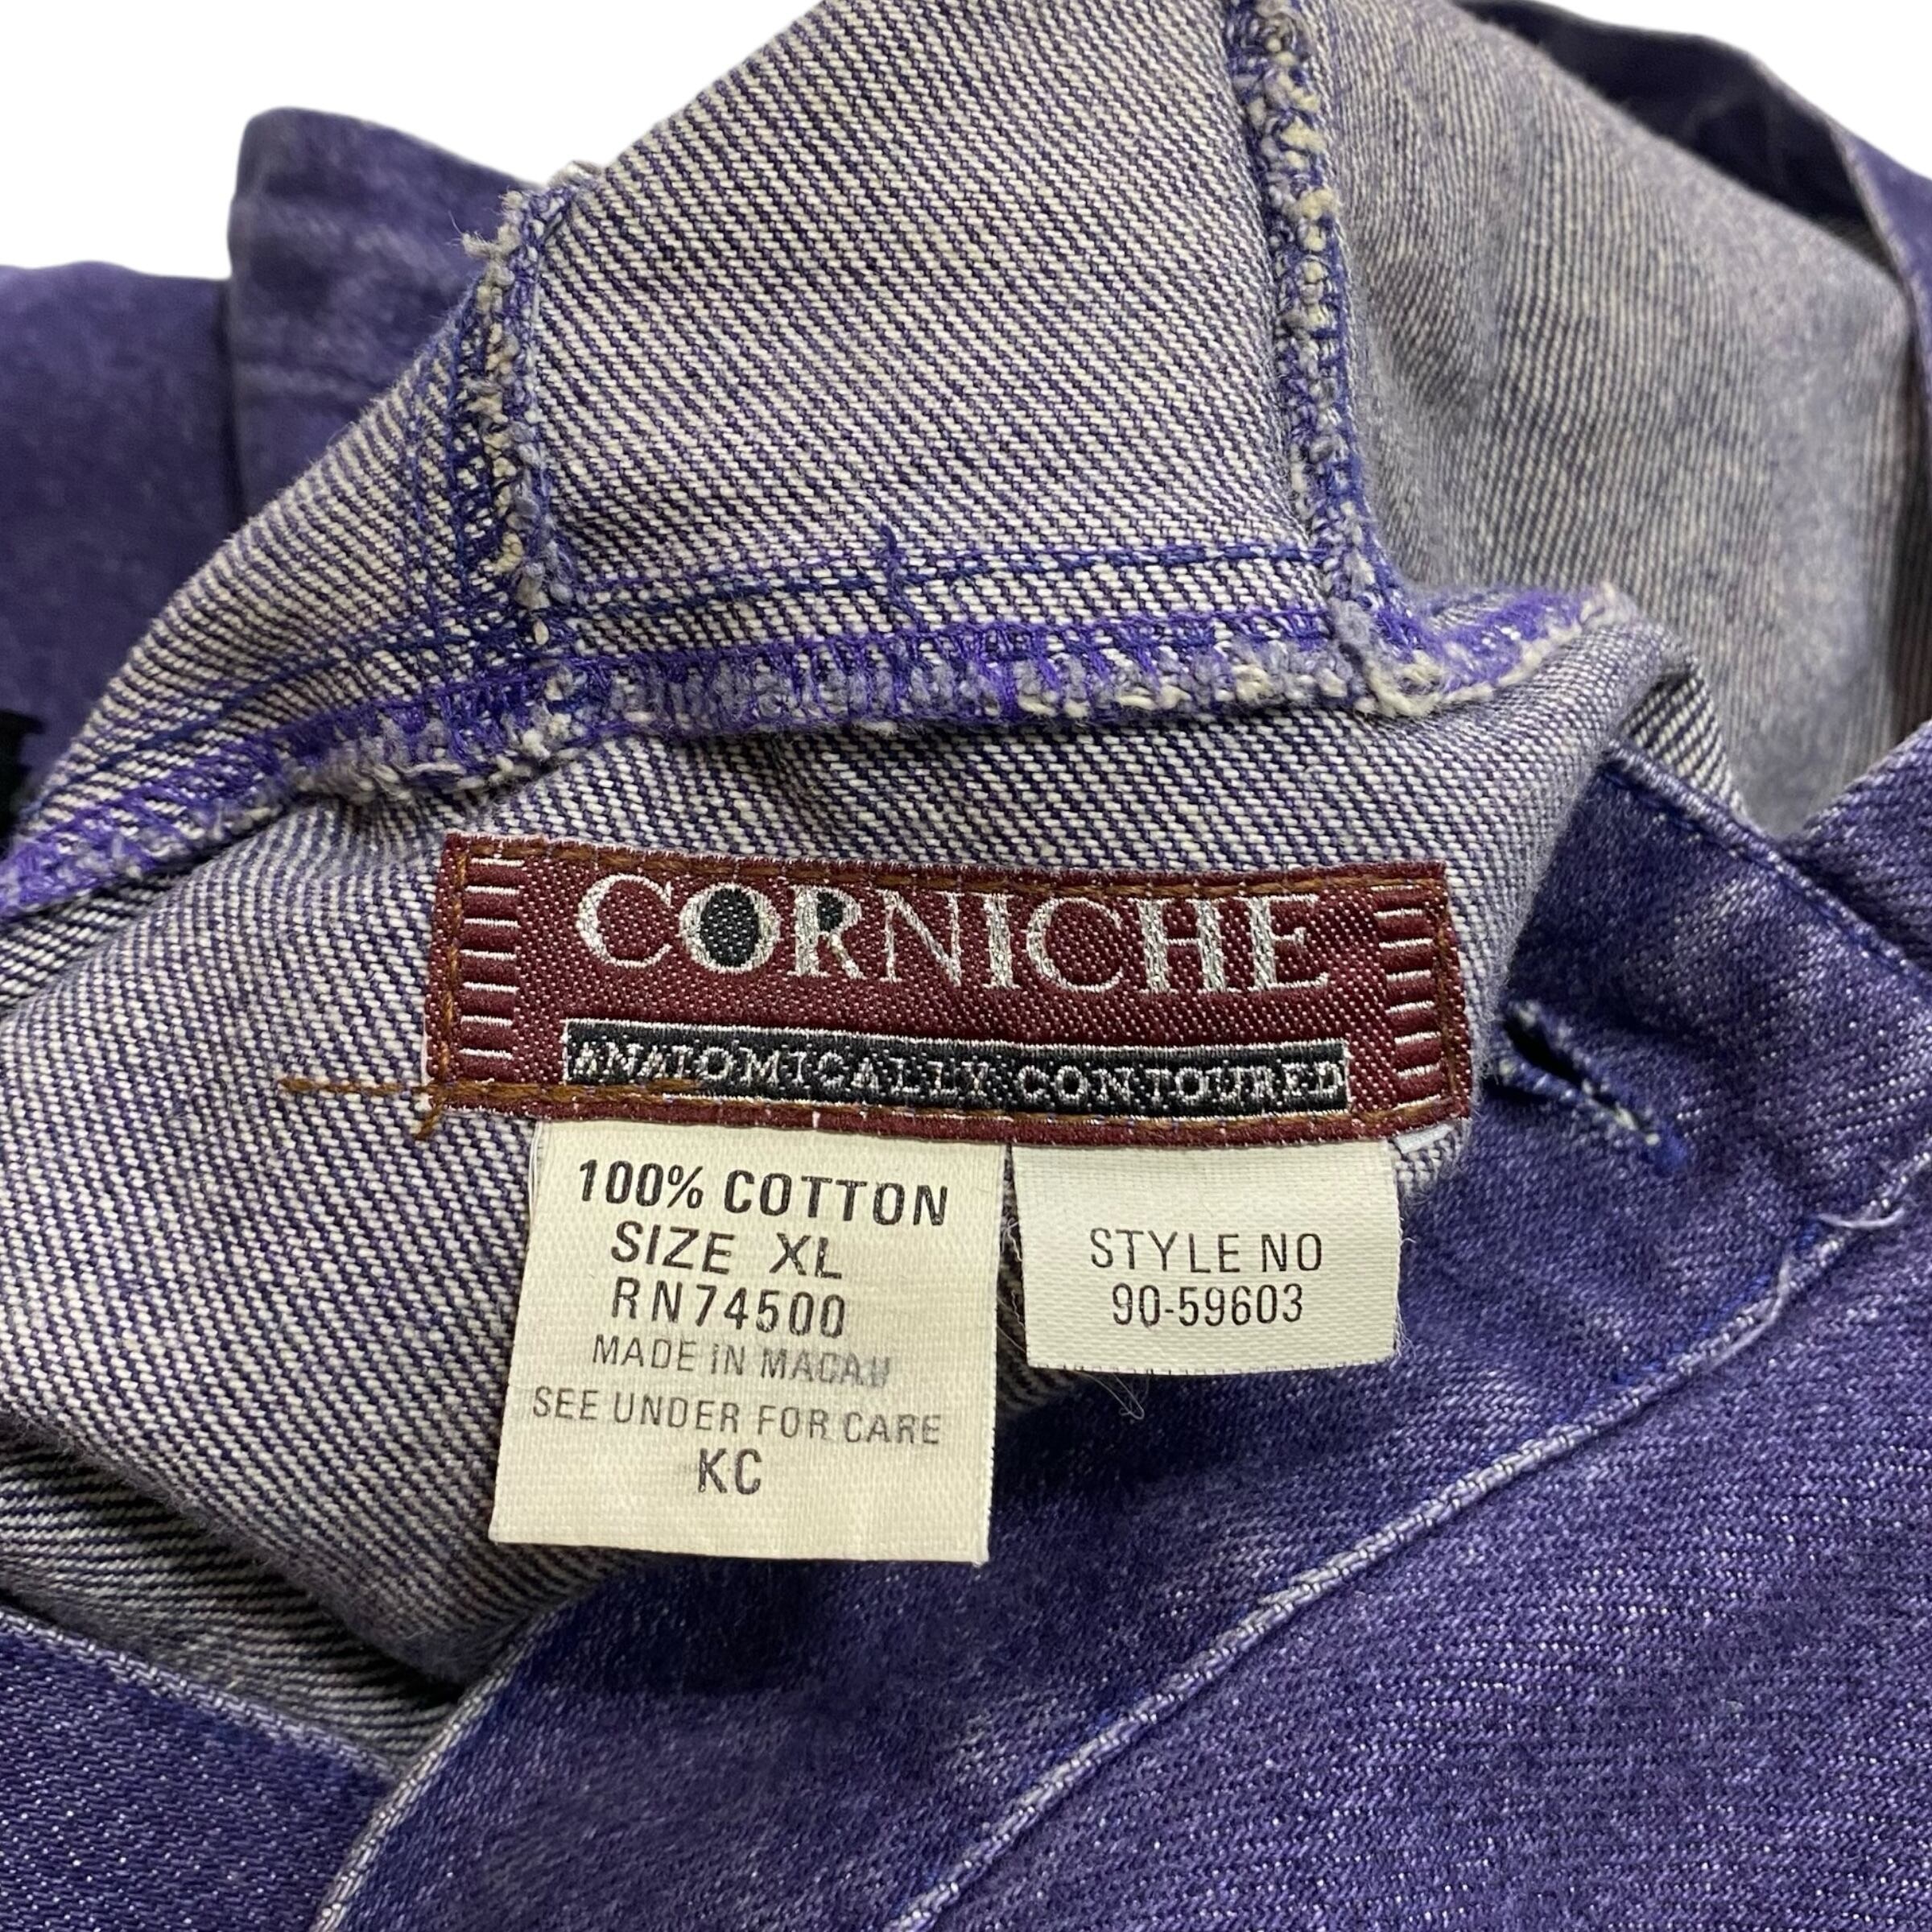 CORNICHE
ANATOMICALLY CONTOURED
100% COTTON
SIZE XL
RN74500
MADE IN MACAU
SEE UNDER FOR CARE
KC
STYLE NO
90-59603